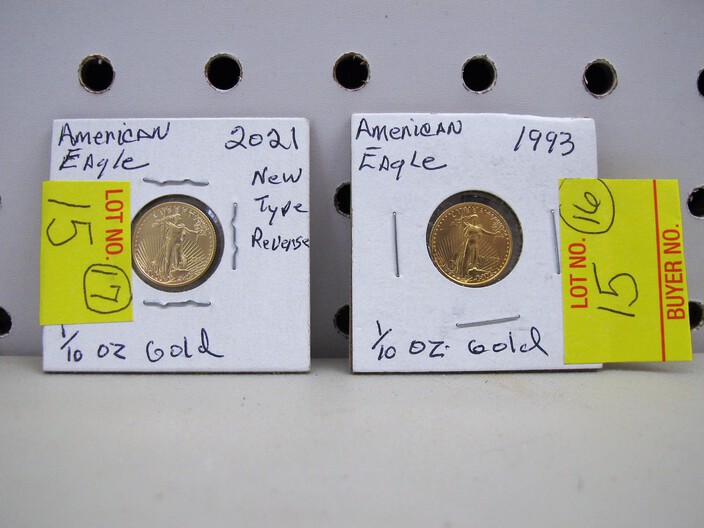 American 2021
Eagle
New
Type
Reverse
LOT NO. 17
15
1/10 oz Gold
American 1993
Eagle
LOT NO. 16
15
BUYER NO.
1/10 oz. Gold